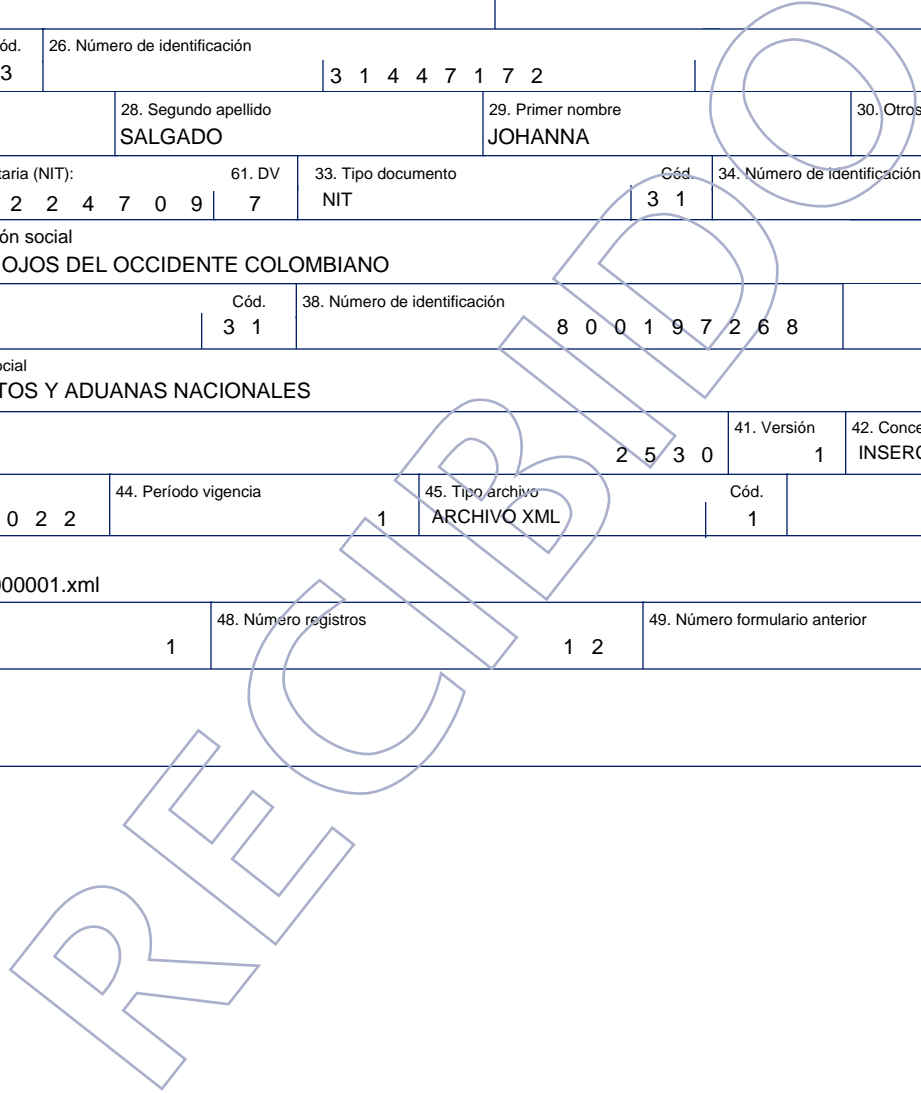 ód. 26. Número de identificación
3 3 1 4 4 7 1 7 2
28. Segundo apellido 29. Primer nombre 30. Otros
SALGADO JOHANNA
taria (NIT): 61. DV 33. Tipo documento Cód. 34. Número de identificación
2 2 4 7 0 9 7 NIT 3 1
ón social
OJOS DEL OCCIDENTE COLOMBIANO
Cód. 38. Número de identificación
3 1 8 0 0 1 9 7 2 6 8
ocial
TOS Y ADUANAS NACIONALES
41. Versión 42. Conce
2 5 3 0 1 INSERC
44. Período vigencia 45. Tipo archivo Cód.
0 2 2 1 ARCHIVO XML 1
000001.xml
48. Número registros 49. Número formulario anterior
1 1 2
RECIBIDO